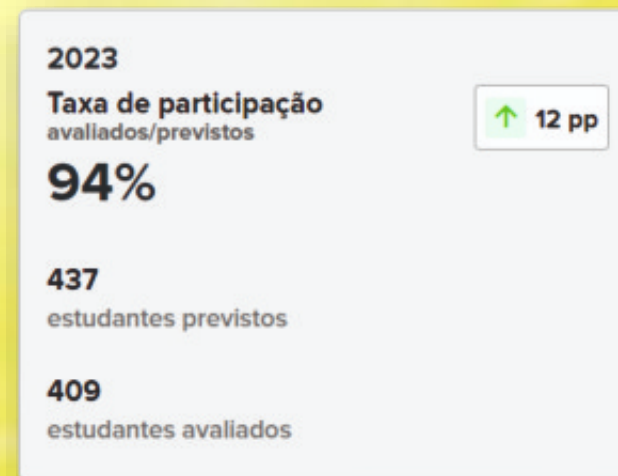 2023
Taxa de participação
avaliados/previstos
↑ 12 pp
94%
437
estudantes previstos
409
estudantes avaliados